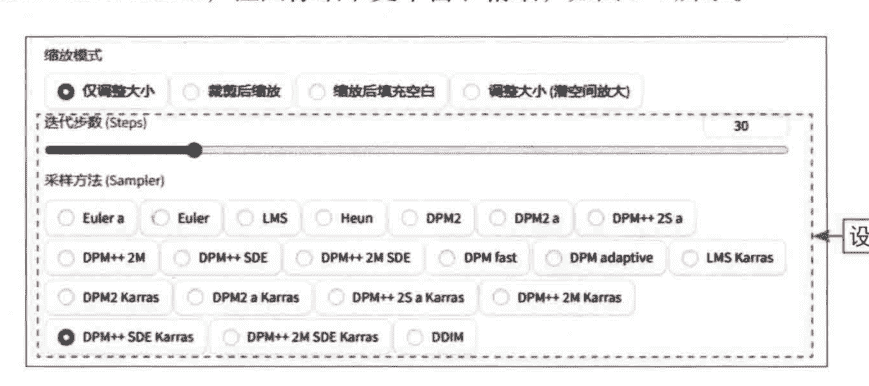 缩放模式
仅调整大小 裁剪后缩放 缩放后填充空白 调整大小 (潜空间放大)
迭代步数 (Steps) 30
采样方法 (Sampler)
Euler a Euler LMS Heun DPM2 DPM2 a DPM++ 2S a
DPM++ 2M DPM++ SDE DPM++ 2M SDE DPM fast DPM adaptive LMS Karras
设
DPM2 Karras DPM2 a Karras DPM++ 2S a Karras DPM++ 2M Karras
DPM++ SDE Karras DPM++ 2M SDE Karras DDIM